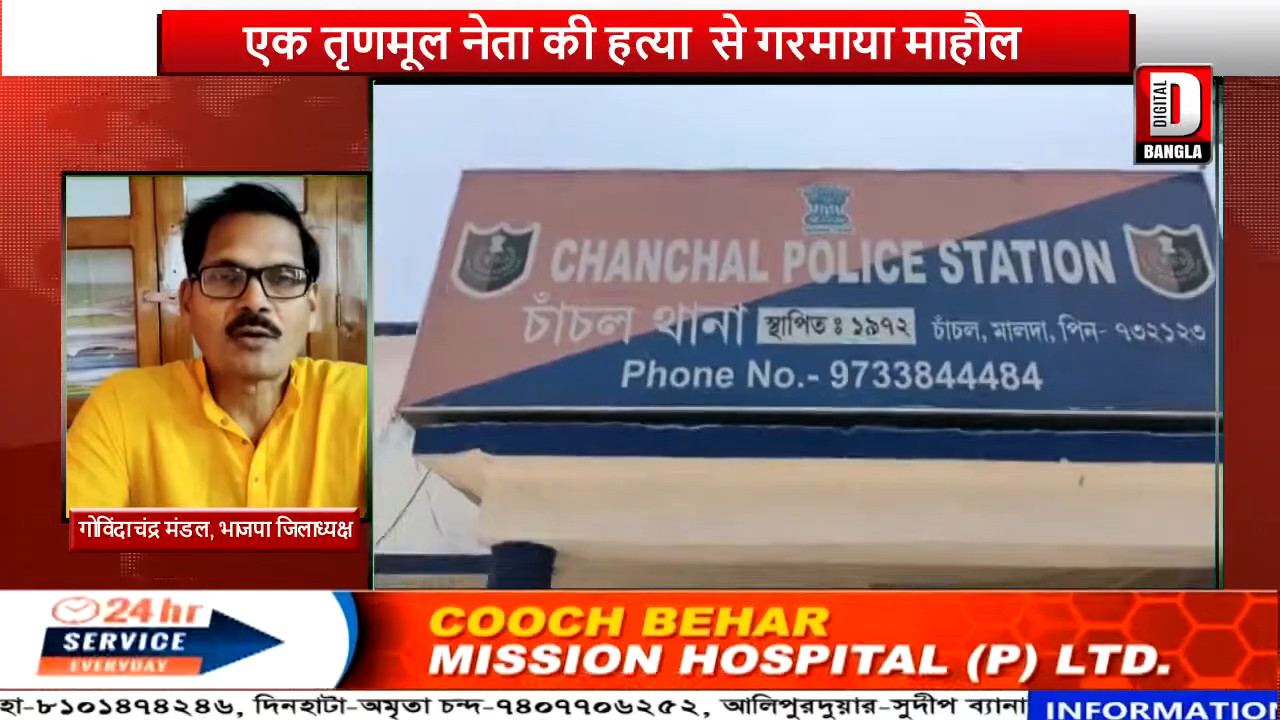 एक तृणमूल नेता की हत्या से गरमाया माहौल
DIGITAL
D
BANGLA
CHANCHAL POLICE STATION
চাঁচল থানা স্থাপিত ঃ ১৯৭২ চাঁচল, মালদা, পিন- ৭৩২১২৩
Phone No.- 9733844484
गोविंदा चंद्र मंडल, भाजपा जिलाध्यक्ष
24 hr
SERVICE
EVERYDAY
COOCH BEHAR
MISSION HOSPITAL (P) LTD.
হা-৮১০১৪৭৪২৪৬, দিনহাটা-অমৃতা চন্দ-৭৪০৭৭০৬২৫২, আলিপুরদুয়ার-সুদীপ ব্যানা
INFORMATION